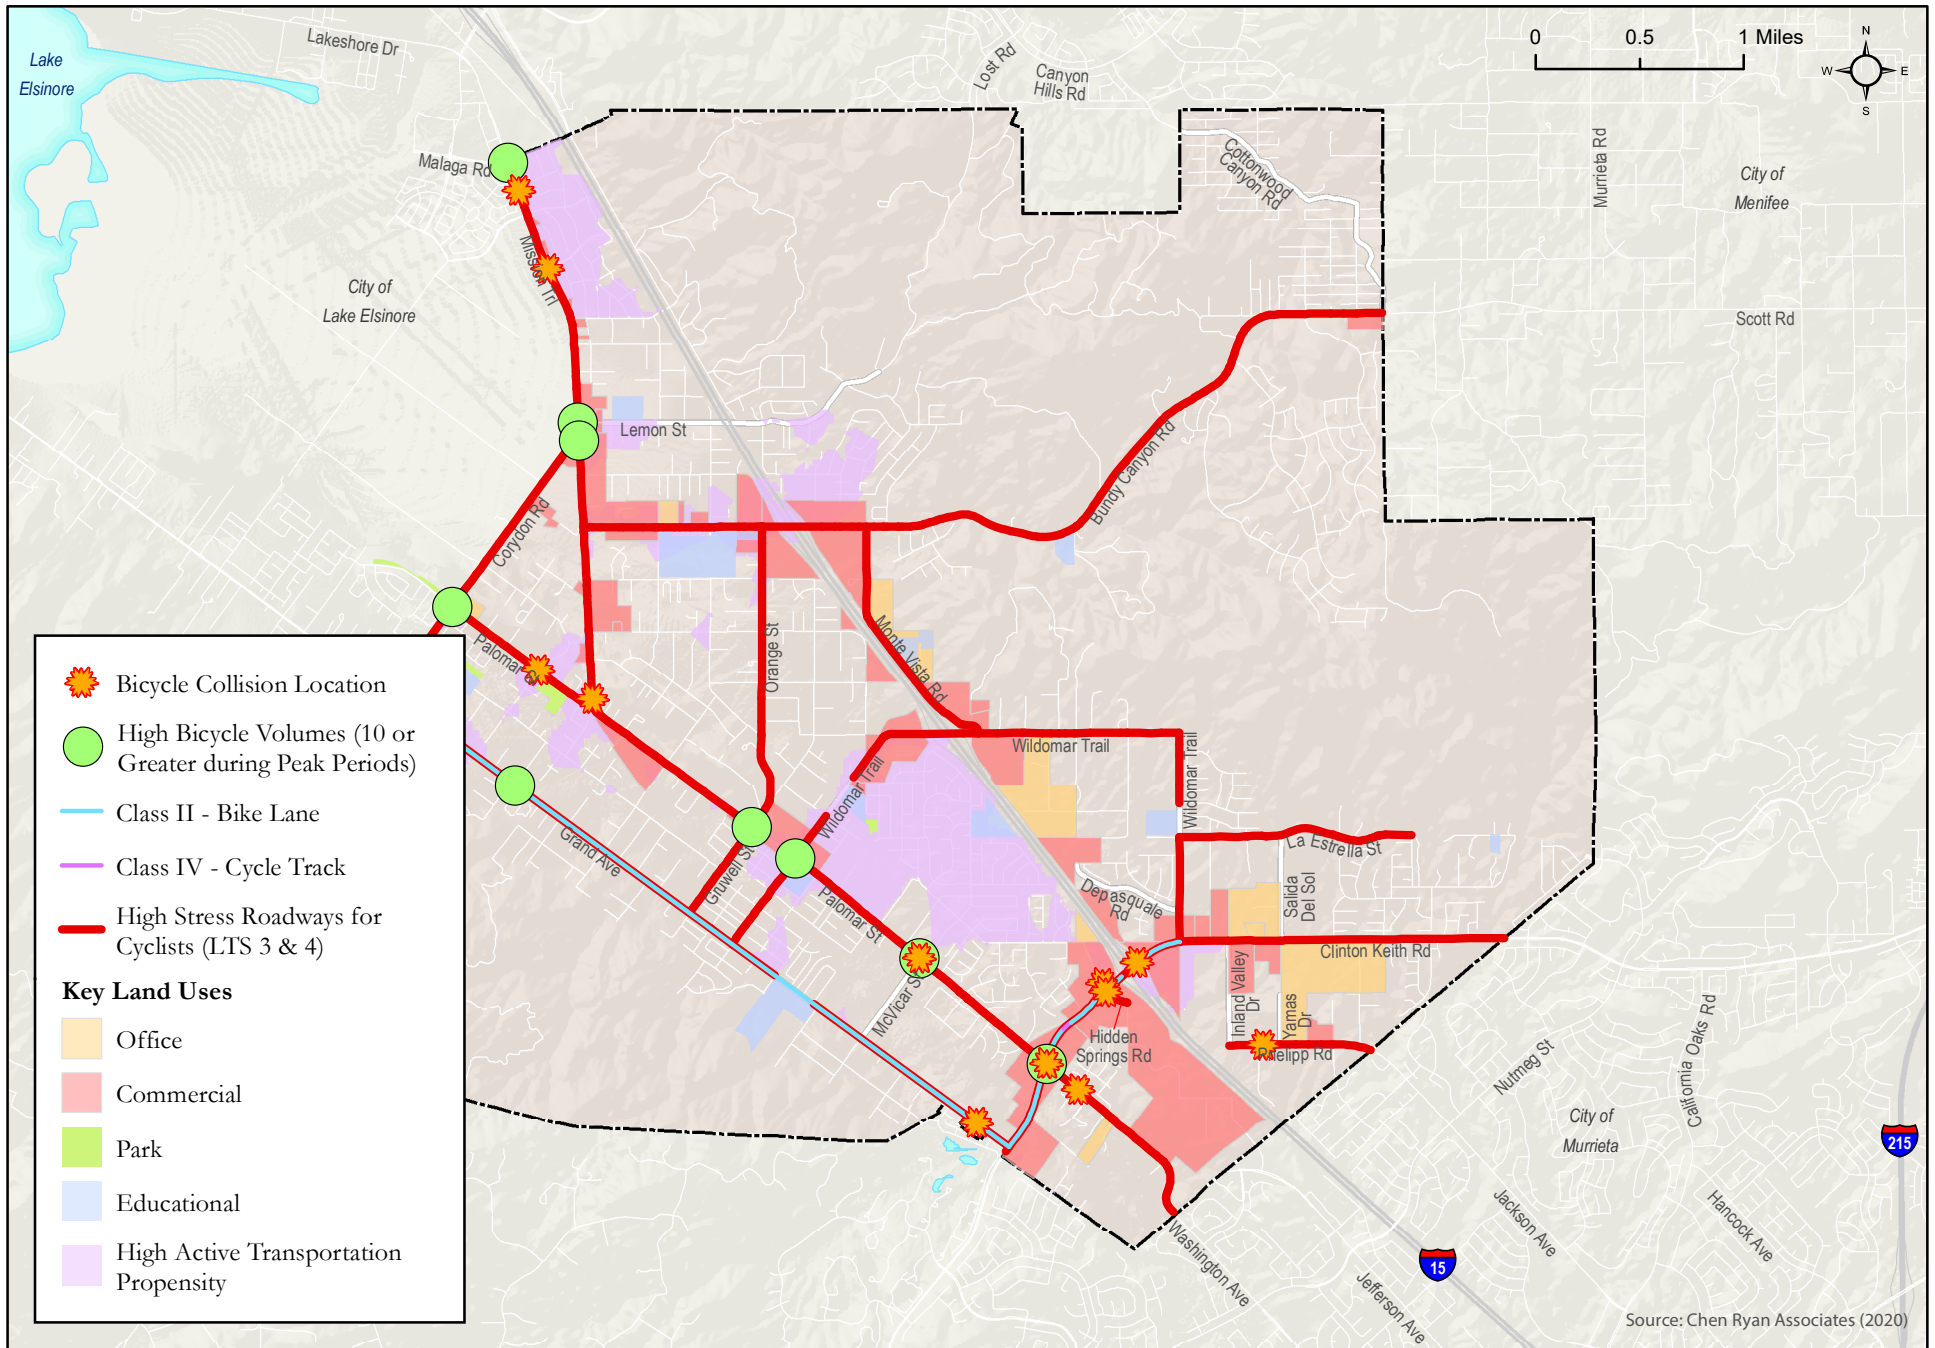 Lake
Elsinore
Lakeshore Dr
Lost Rd
Canyon
Hills Rd
0 0.5 1 Miles
N
W E
S
Malaga Rd
Cottonwood
Canyon Rd
Murrieta Rd
City of
Menifee
Mission Trl
City of
Lake Elsinore
Scott Rd
Lemon St
Bundy Canyon Rd
Corydon Rd
Orange St
Monte Vista Rd
Palomar St
Wildomar Trail
Wildomar Trail
Wildomar Trail
La Estrella St
Grand Ave
Gruwell St
Palomar St
Depasquale
Rd
Salida
Del Sol
Clinton Keith Rd
McVicar St
Inland Valley
Dr
Yamas
Dr
Hidden
Springs Rd
Prielipp Rd
Nutmeg St
California Oaks Rd
City of
Murrieta
215
Jackson Ave
Hancock Ave
Washington Ave
15
Jefferson Ave
Bicycle Collision Location
High Bicycle Volumes (10 or
Greater during Peak Periods)
Class II - Bike Lane
Class IV - Cycle Track
High Stress Roadways for
Cyclists (LTS 3 & 4)
Key Land Uses
Office
Commercial
Park
Educational
High Active Transportation
Propensity
Source: Chen Ryan Associates (2020)